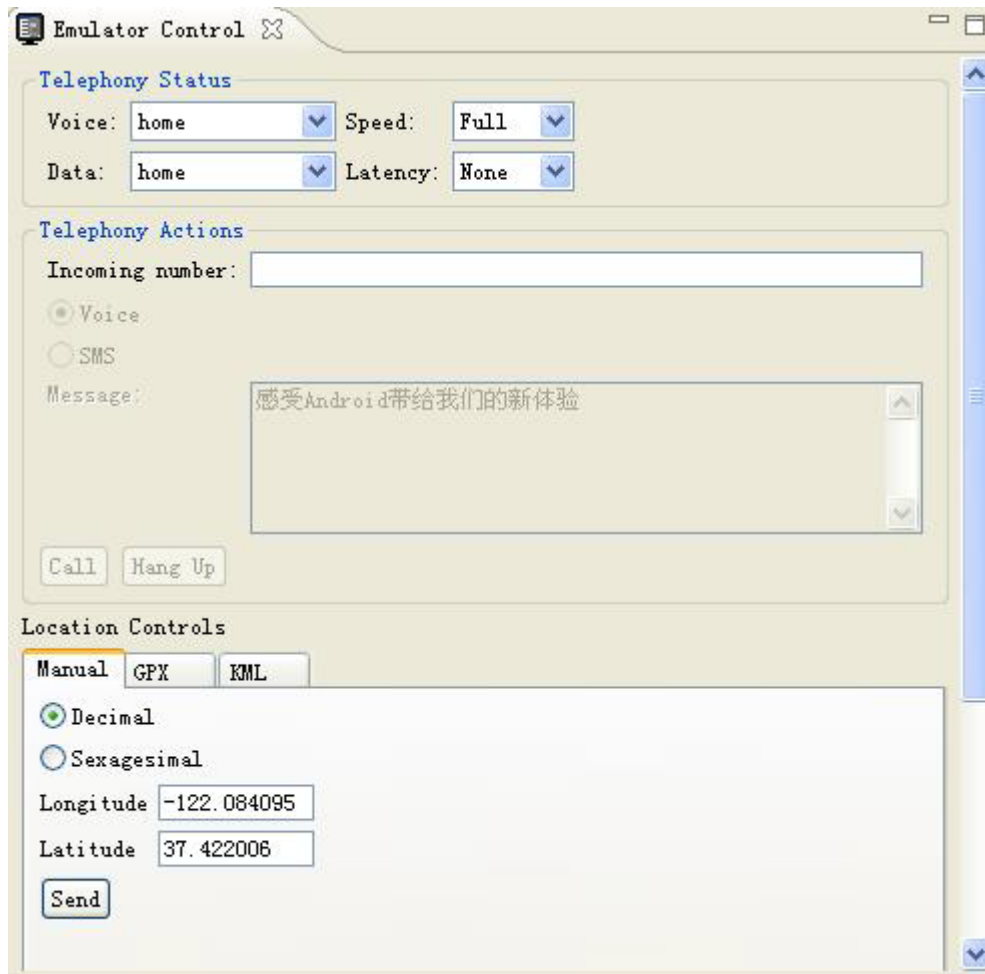 Emulator Control
Telephony Status
Voice: home Speed: Full
Data: home Latency: None
Telephony Actions
Incoming number:
Voice
SMS
Message: 感受Android带给我们的新体验
Call Hang Up
Location Controls
Manual GPX KML
Decimal
Sexagesimal
Longitude -122.084095
Latitude 37.422006
Send